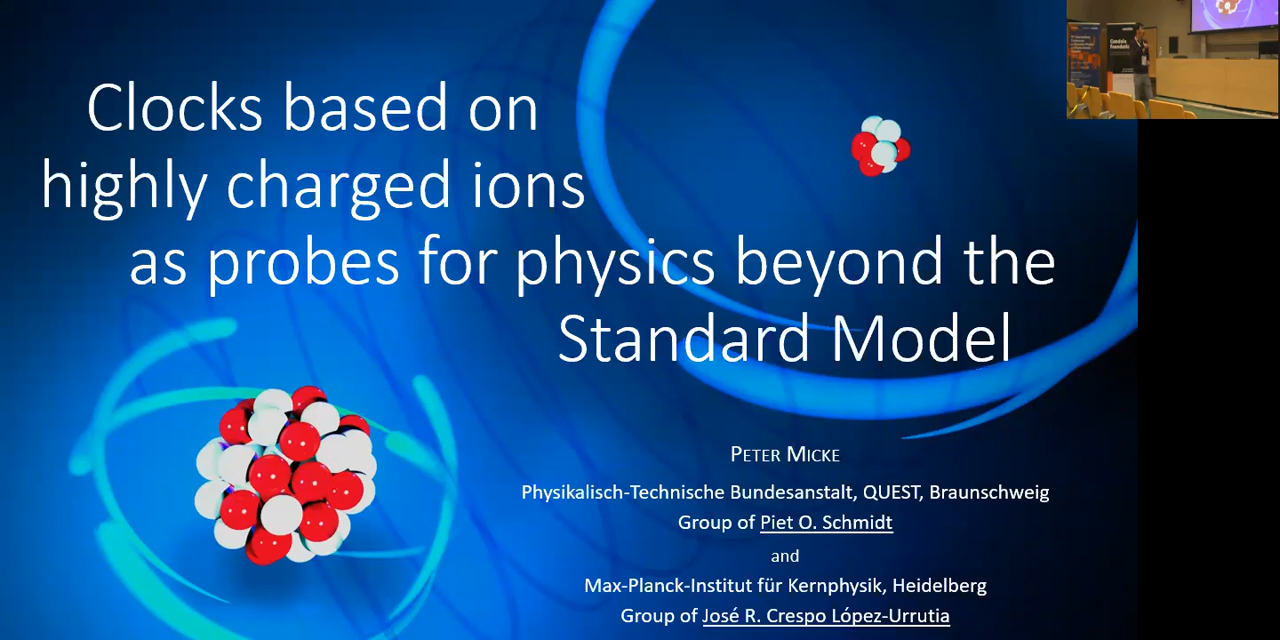 Clocks based on
highly charged ions
as probes for physics beyond the
Standard Model
PETER MICKE
Physikalisch-Technische Bundesanstalt, QUEST, Braunschweig
Group of Piet O. Schmidt
and
Max-Planck-Institut für Kernphysik, Heidelberg
Group of José R. Crespo López-Urrutia